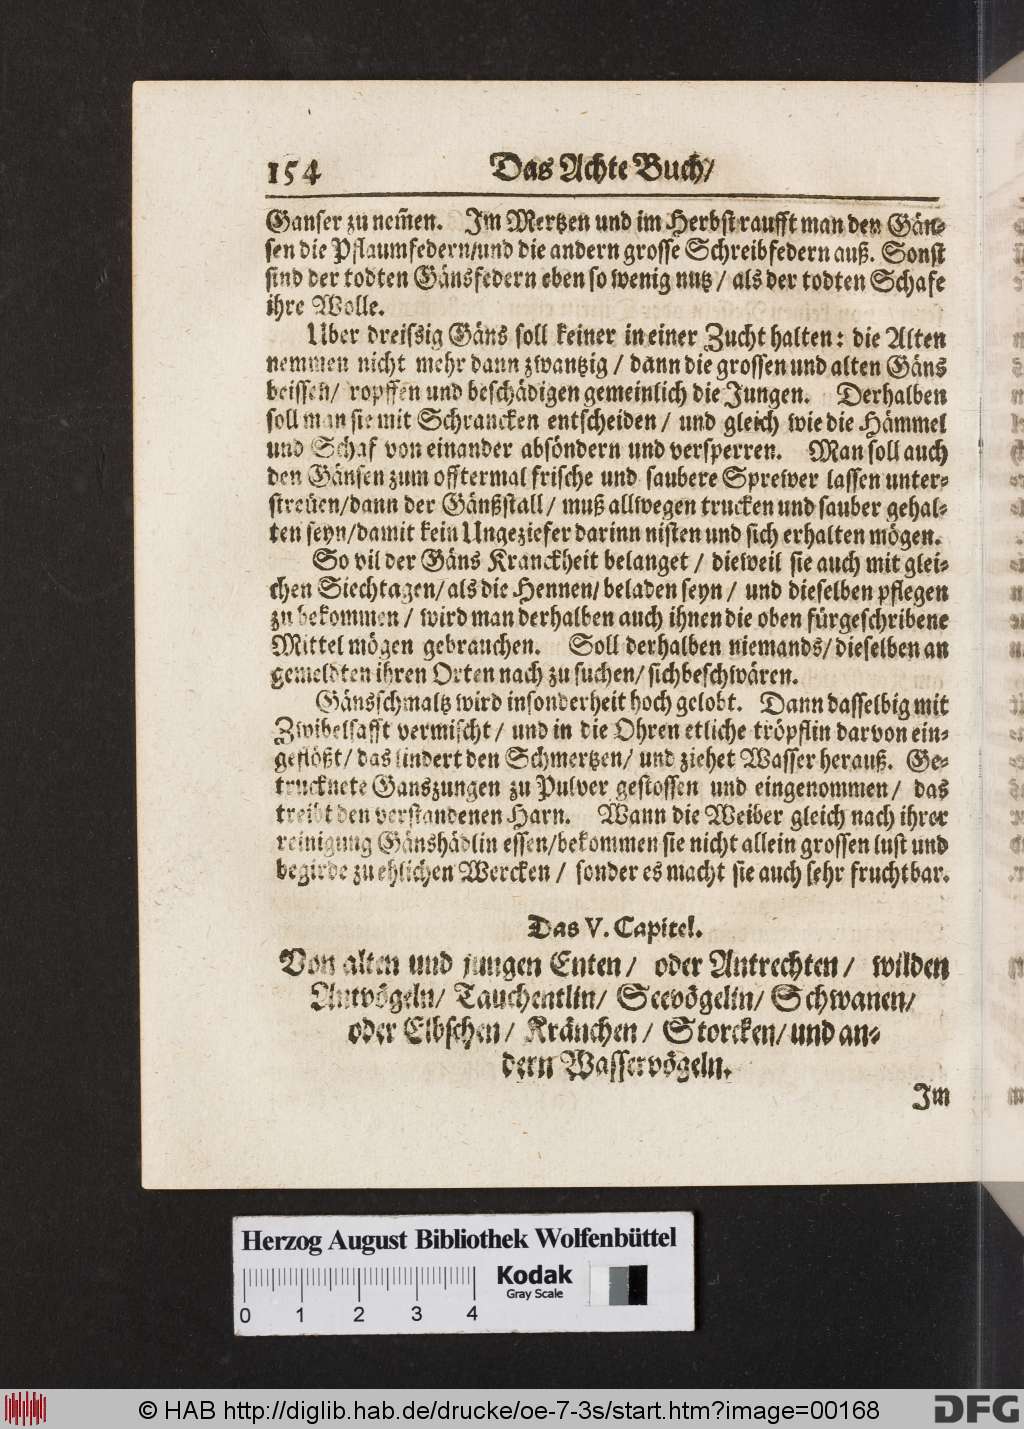 154 Das Achte Buch/
Ganser zu nem̃en. Im Mertzen und im Herbst raufft man den Gän-
sen die Pflaumfedern/und die andern grosse Schreibfedern auß. Sonst
sind der todten Gänsfedern eben so wenig nutz/ als der todten Schafe
ihre Wolle.
Uber dreissig Gäns soll keiner in einer Zucht halten: die Alten
nemmen nicht mehr dann zwantzig/ dann die grossen und alten Gäns
beissen/ ropffen und beschädigen gemeinlich die Jungen. Derhalben
soll man sie mit Schrancken entscheiden/ und gleich wie die Hämmel
und Schaf von einander absöndern und versperren. Man soll auch
den Gänsen zum offtermal frische und saubere Sprewer lassen unter-
streüen/dann der Gänßstall/ muß allwegen trucken und sauber gehal-
ten seyn/damit kein Ungeziefer darinn nisten und sich erhalten mögen.
So vil der Gäns Kranckheit belanget/ dieweil sie auch mit glei-
chen Siechtagen/als die Hennen/beladen seyn/ und dieselben pflegen
zu bekommen/ wird man derhalben auch ihnen die oben fürgeschribene
Mittel mögen gebrauchen. Soll derhalben niemands/dieselben an
gemeldten ihren Orten nach zu suchen/ sich beschwären.
Gänsschmaltz wird insonderheit hoch gelobt. Dann dasselbig mit
Zwibelsafft vermischt/ und in die Ohren etliche tröpflin darvon ein-
geflößt/ das lindert den Schmertzen/ und ziehet Wasser herauß. Ge-
trucknete Ganszungen zu Pulver gestossen und eingenommen/ das
treibt den verstandenen Harn. Wann die Weiber gleich nach ihrer
reinigung Gänshädlin essen/bekommen sie nicht allein grossen lust und
begirde zu ehlichen Wercken/ sonder es macht sie auch sehr fruchtbar.
Das V. Capitel.
Von alten und jungen Enten/ oder Antrechten/ wilden
Antvögeln/ Tauchentlin/ Seevögelin/ Schwanen/
oder Elbschen/ Kräuchen/ Storcken/ und an-
dern Wasservögeln.
Im
Herzog August Bibliothek Wolfenbüttel
Kodak
Gray Scale
0 1 2 3 4
© HAB http://diglib.hab.de/drucke/oe-7-3s/start.htm?image=00168
DFG